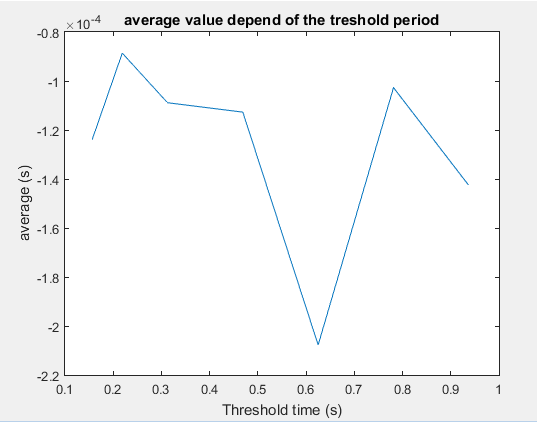 average value depend of the treshold period
×10-4
-0.8
-1
-1.2
-1.4
-1.6
-1.8
-2
-2.2
average (s)
0.1 0.2 0.3 0.4 0.5 0.6 0.7 0.8 0.9 1
Threshold time (s)